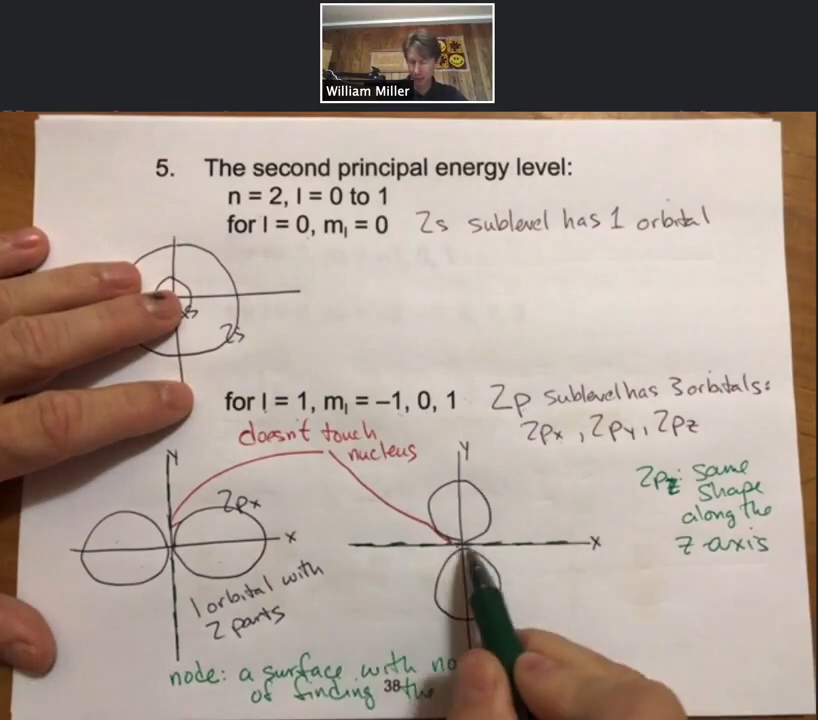 William Miller
5. The second principal energy level:
n = 2, l = 0 to 1
for l = 0, mₗ = 0 2s sublevel has 1 orbital
2s
for l = 1, mₗ = –1, 0, 1 2p sublevel has 3 orbitals:
2px, 2py, 2pz
doesn't touch
nucleus
Y
2px
X
1 orbital with
2 parts
Y
X
2pz: same
shape
along the
z axis
node: a surface with no
of finding the
38